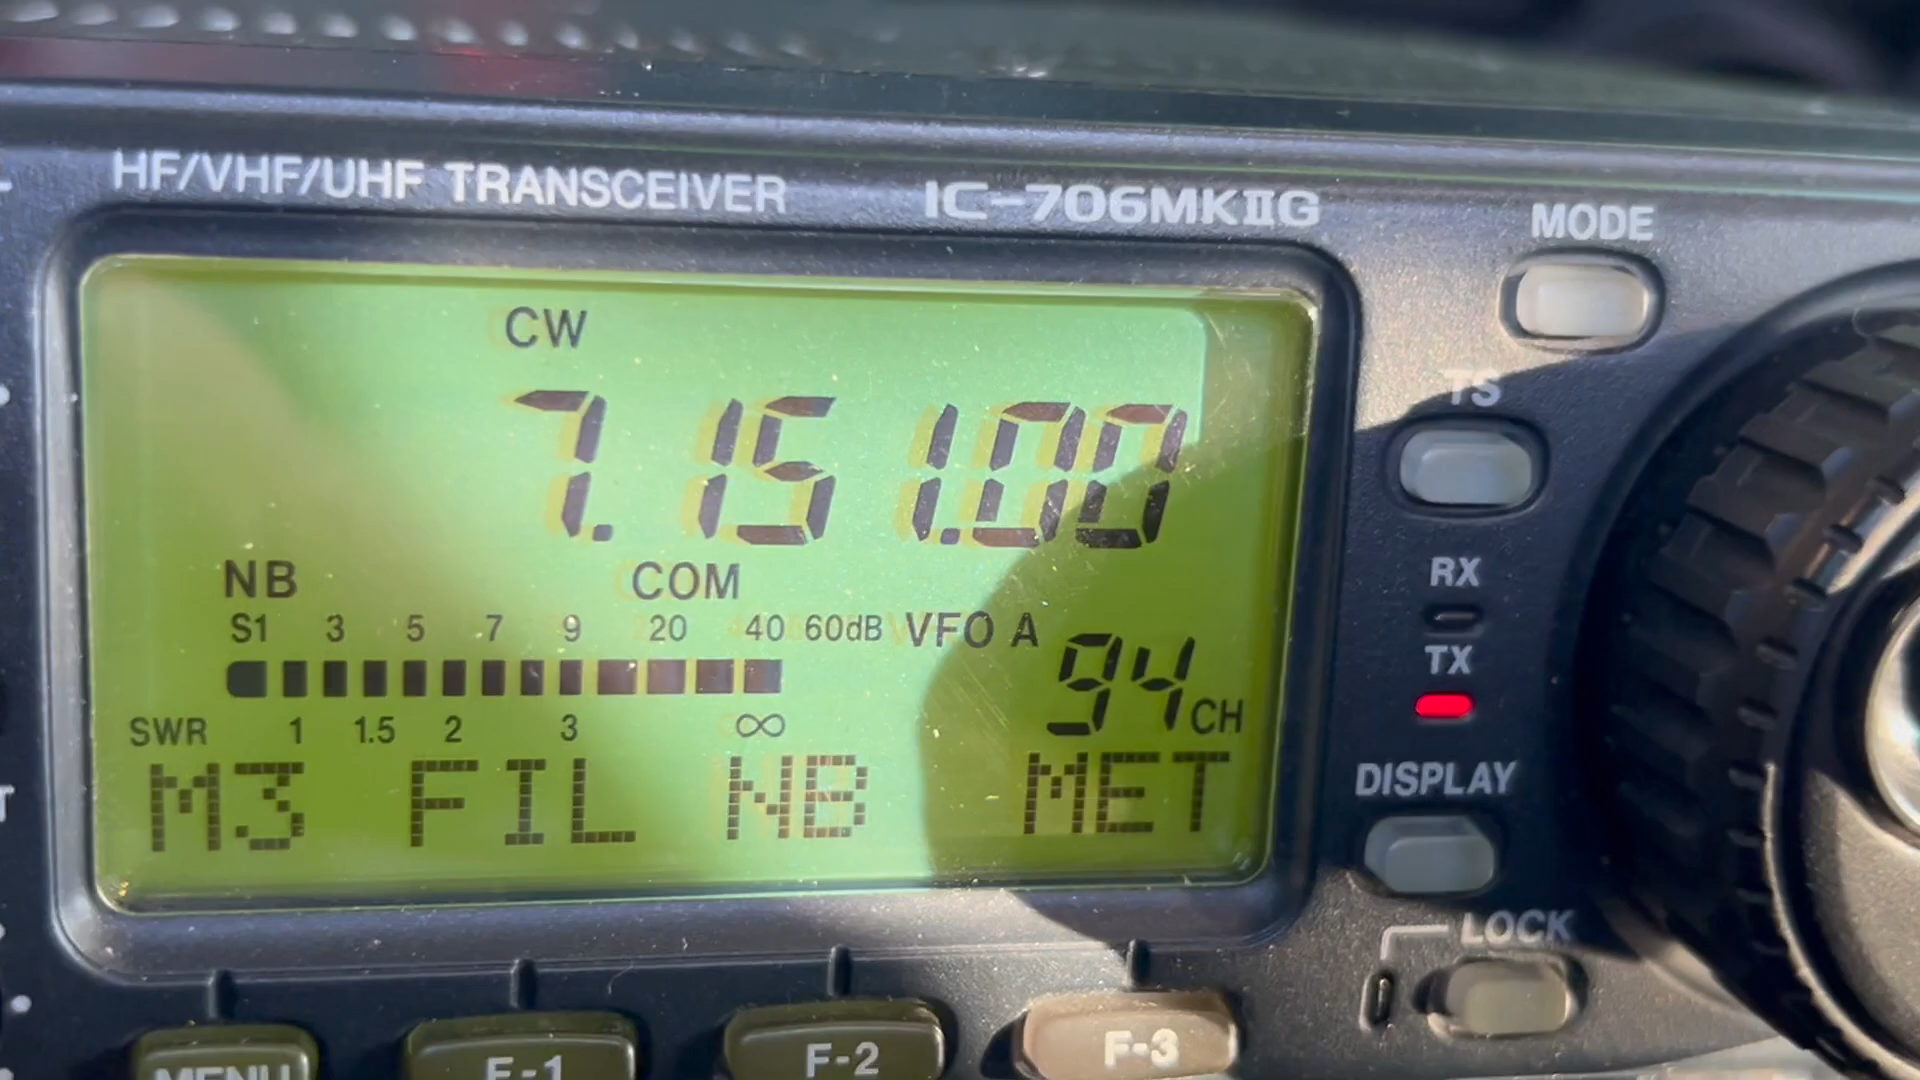 HF/VHF/UHF TRANSCEIVER IC-706MKIIG
MODE
CW
TS
7.151.00
NB COM
RX
S1 3 5 7 9 20 40 60dB VFO A
94 CH
TX
SWR 1 1.5 2 3 ∞
M3 FIL NB MET
DISPLAY
LOCK
MENU F-1 F-2 F-3